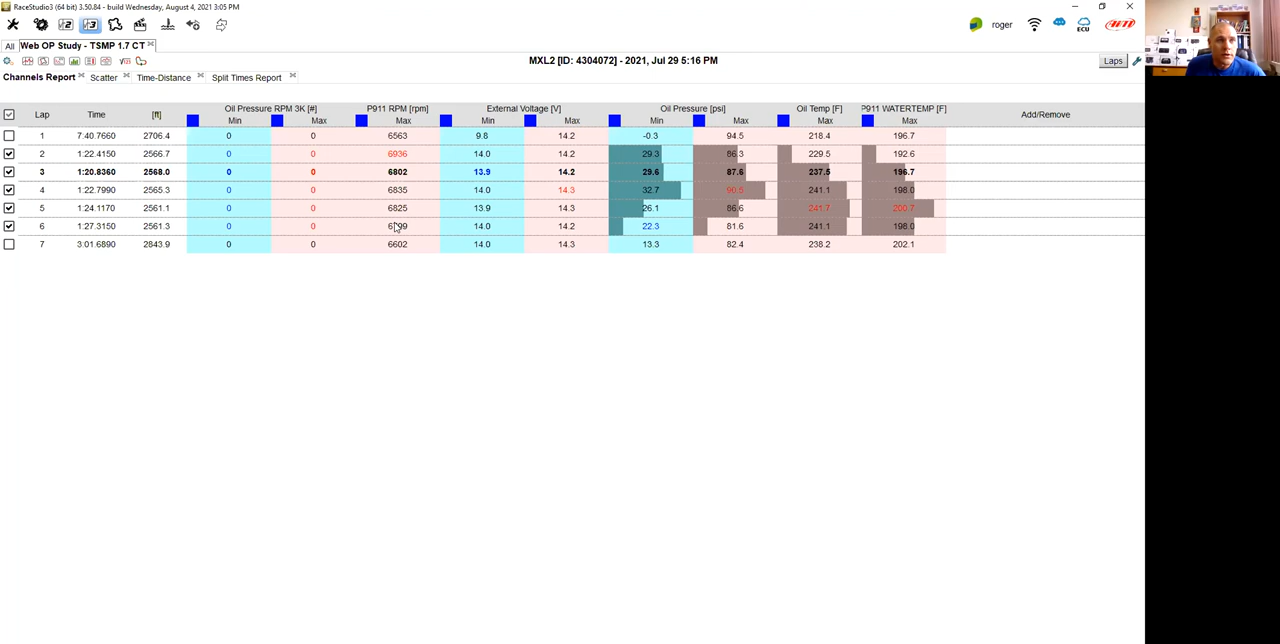 RaceStudio3 (64 bit) 3.50.84 - build Wednesday, August 4, 2021 3:05 PM
2 3 roger ECU AiM
All Web OP Study - TSMP 1.7 CT
MXL2 [ID: 4304072] - 2021, Jul 29 5:16 PM Laps
Channels Report Scatter Time-Distance Split Times Report
Lap Time [ft] Oil Pressure RPM 3K [#] P911 RPM [rpm] External Voltage [V] Oil Pressure [psi] Oil Temp [F] P911 WATERTEMP [F] Add/Remove
Min Max Max Min Max Min Max Max Max
1 7:40.7660 2706.4 0 0 6563 9.8 14.2 -0.3 94.5 218.4 196.7
2 1:22.4150 2566.7 0 0 6936 14.0 14.2 29.3 86.3 229.5 192.6
3 1:20.8360 2568.0 0 0 6802 13.9 14.2 29.6 87.6 237.5 196.7
4 1:22.7990 2565.3 0 0 6835 14.0 14.3 32.7 90.5 241.1 198.0
5 1:24.1170 2561.1 0 0 6825 13.9 14.3 26.1 86.6 241.7 200.7
6 1:27.3150 2561.3 0 0 14.0 14.2 22.3 81.6 241.1 198.0
7 3:01.6890 2843.9 0 0 6602 14.0 14.3 13.3 82.4 238.2 202.1